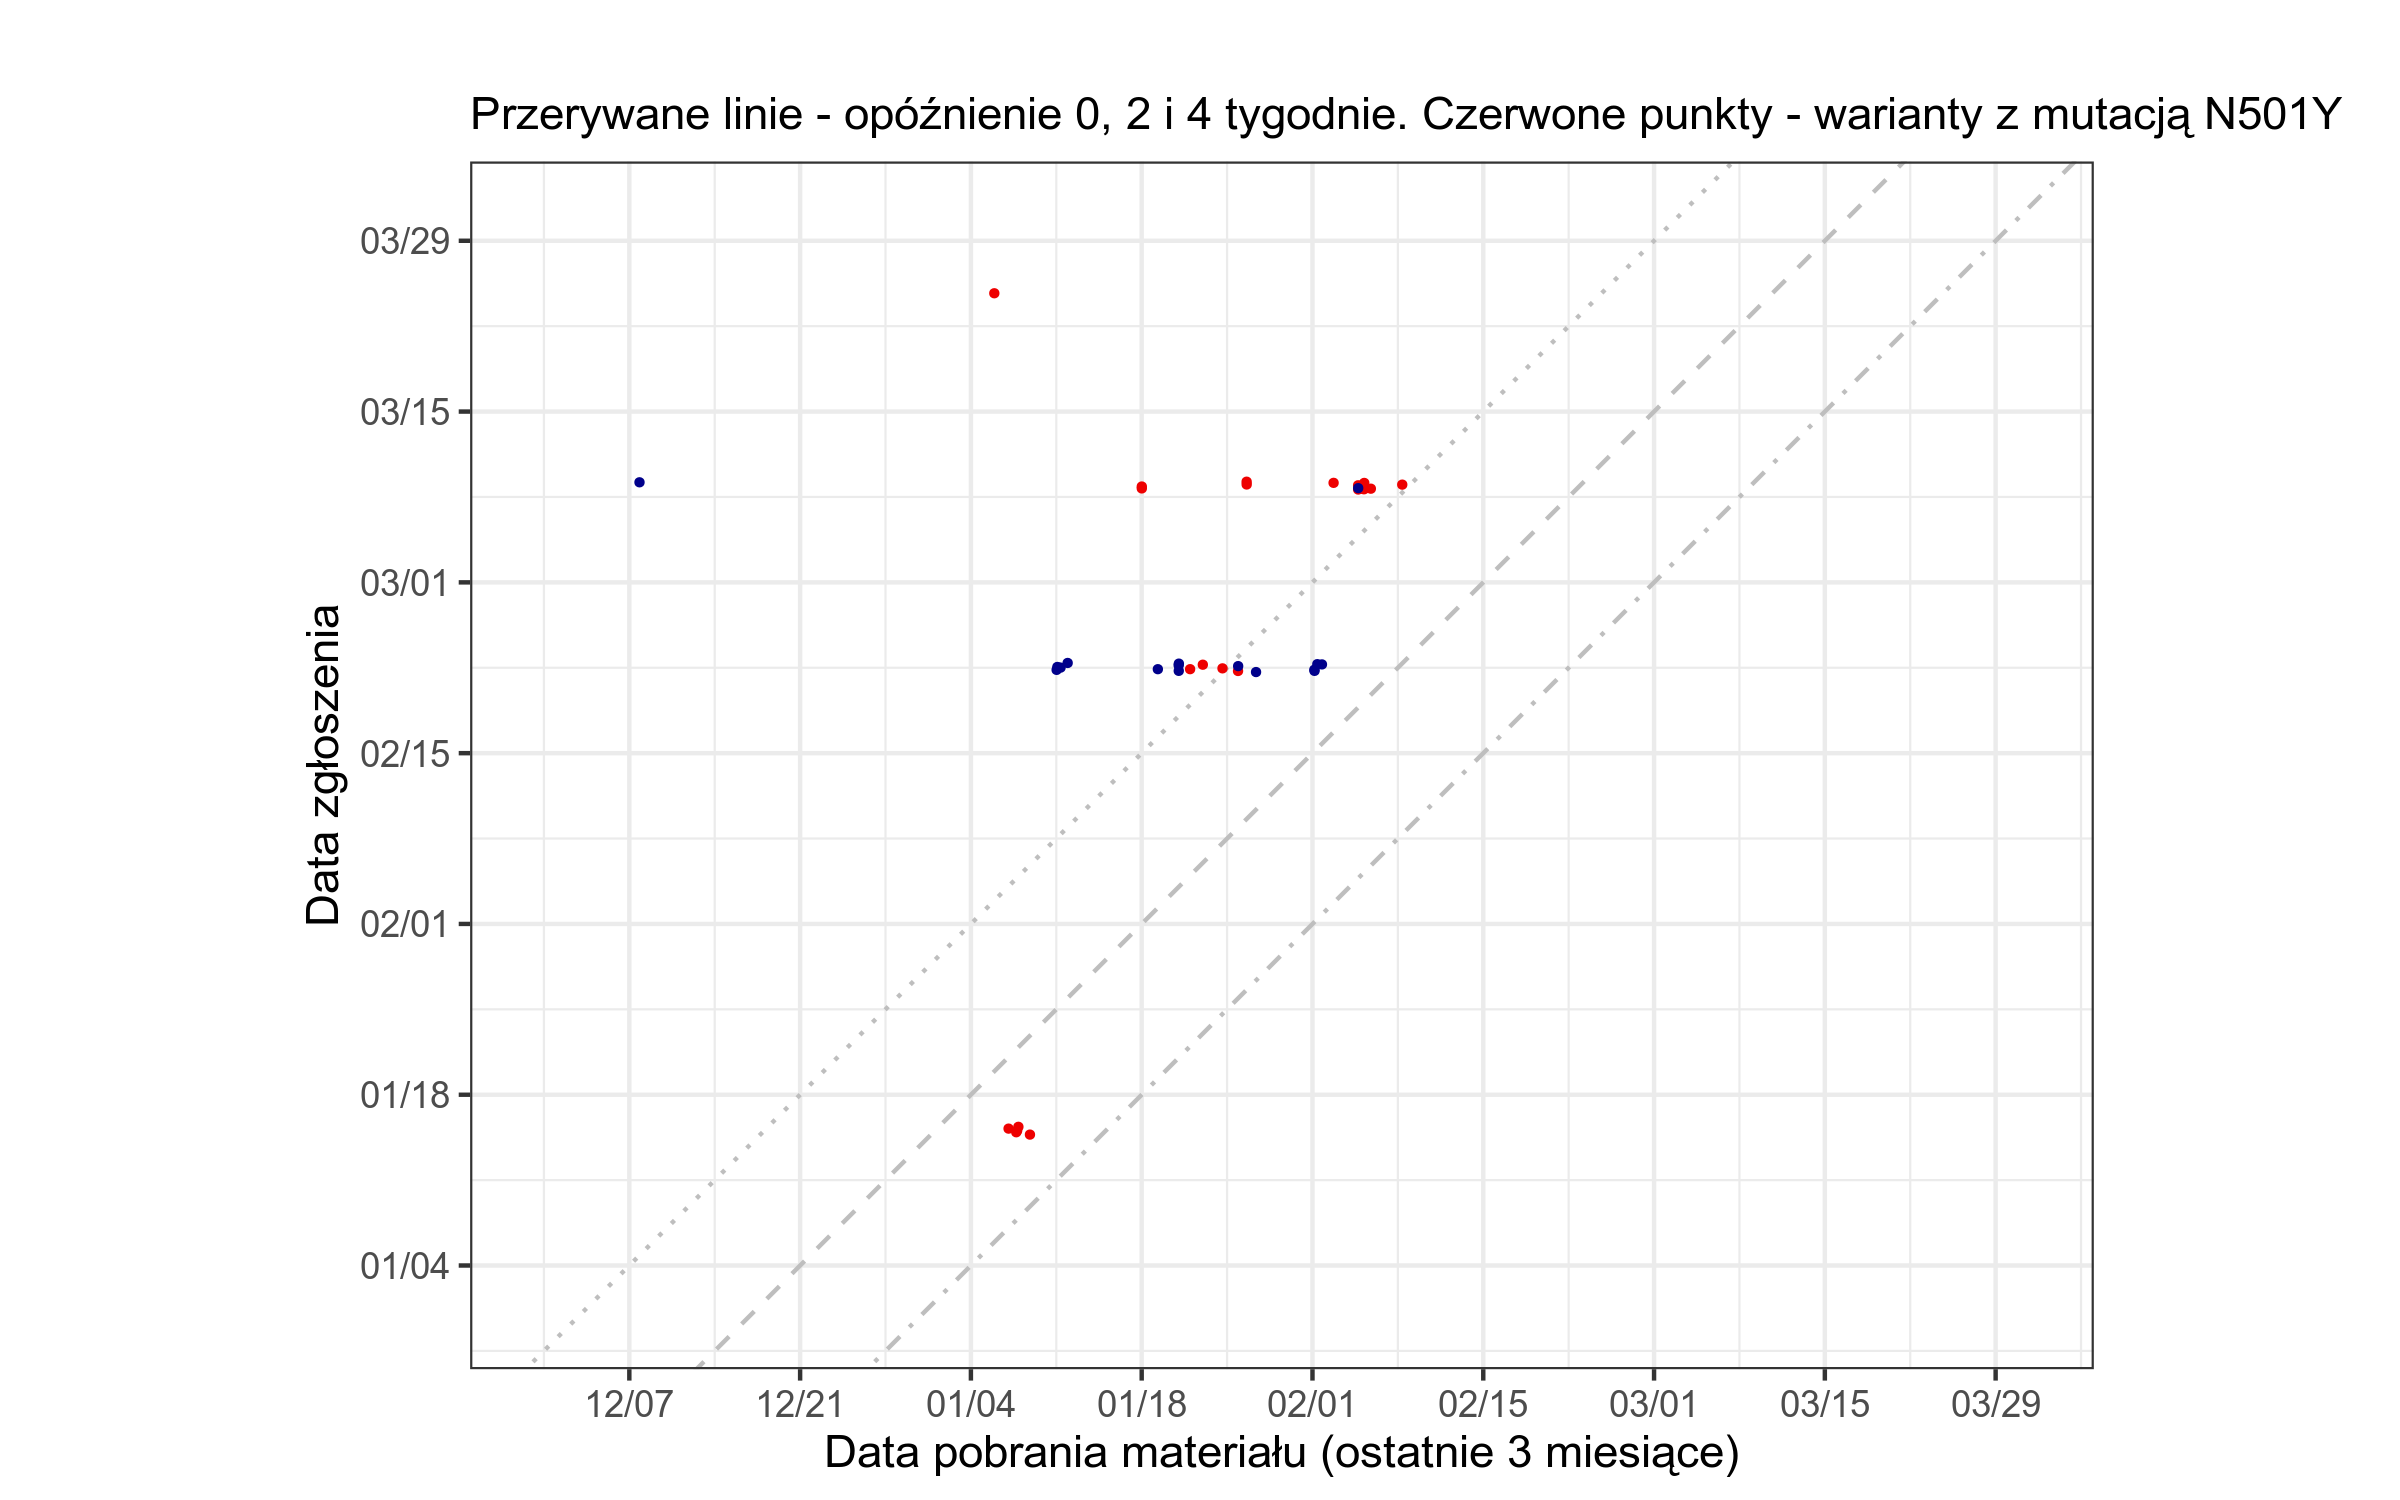 Przerywane linie - opóźnienie 0, 2 i 4 tygodnie. Czerwone punkty - warianty z mutacją N501Y
03/29
03/15
03/01
02/15
02/01
01/18
01/04
Data zgłoszenia
12/07 12/21 01/04 01/18 02/01 02/15 03/01 03/15 03/29
Data pobrania materiału (ostatnie 3 miesiące)